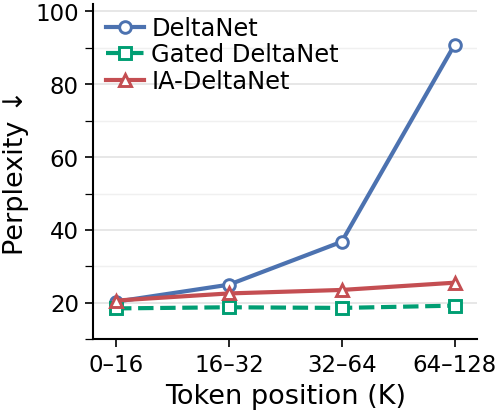 100
80
60
40
20
Perplexity ↓
DeltaNet
Gated DeltaNet
IA-DeltaNet
0–16 16–32 32–64 64–128
Token position (K)